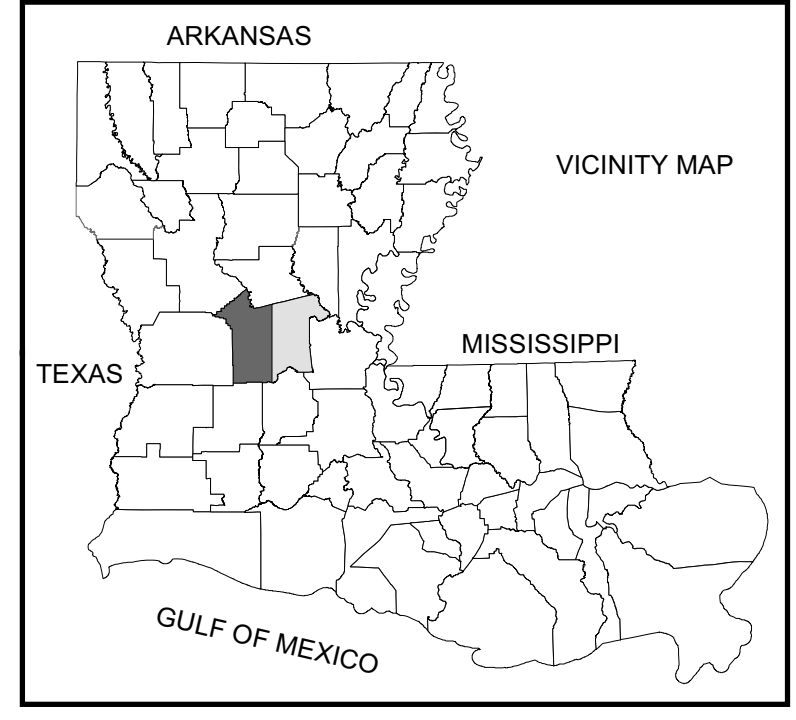 ARKANSAS
VICINITY MAP
MISSISSIPPI
TEXAS
GULF OF MEXICO